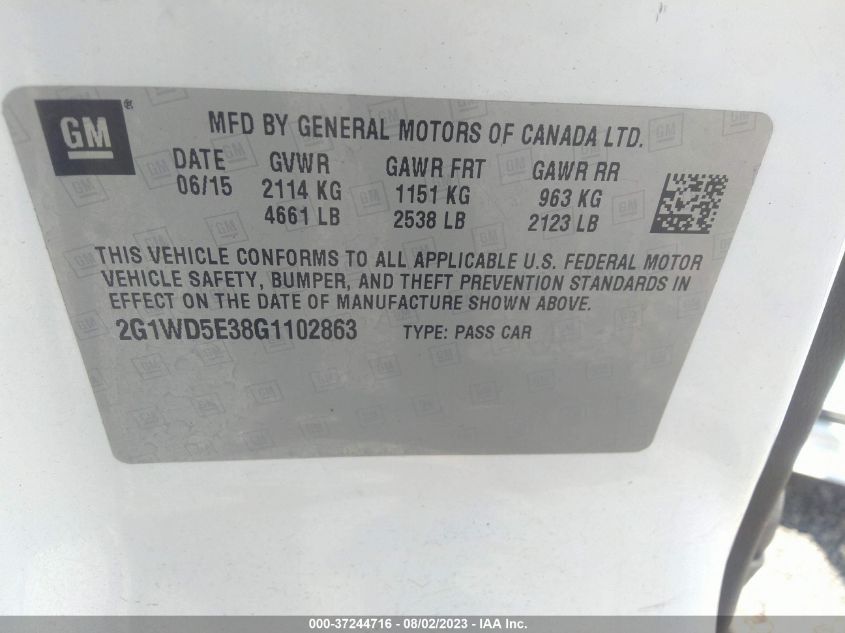 GM ®
MFD BY GENERAL MOTORS OF CANADA LTD.
DATE GVWR GAWR FRT GAWR RR
06/15 2114 KG 1151 KG 963 KG
4661 LB 2538 LB 2123 LB
THIS VEHICLE CONFORMS TO ALL APPLICABLE U.S. FEDERAL MOTOR
VEHICLE SAFETY, BUMPER, AND THEFT PREVENTION STANDARDS IN
EFFECT ON THE DATE OF MANUFACTURE SHOWN ABOVE.
2G1WD5E38G1102863 TYPE: PASS CAR
000-37244716 - 08/02/2023 - IAA Inc.